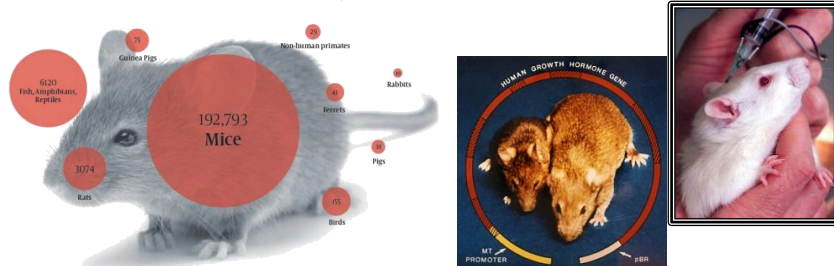 75
Guinea Pigs
29
Non-human primates
6120
Fish, Amphibians,
Reptiles
Rabbits
41
Ferrets
192,793
Mice
Pigs
3074
Rats
65
Birds
HUMAN GROWTH HORMONE GENE
MT
PROMOTER
pBR